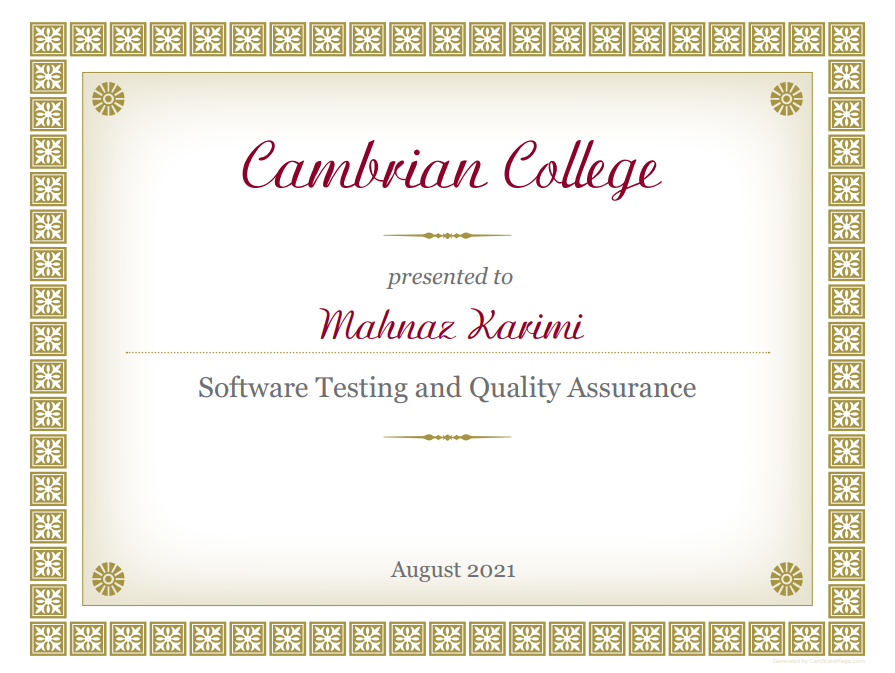 Cambrian College
presented to
Mahnaz Karimi
Software Testing and Quality Assurance
August 2021
Generated by CertificateMagic.com